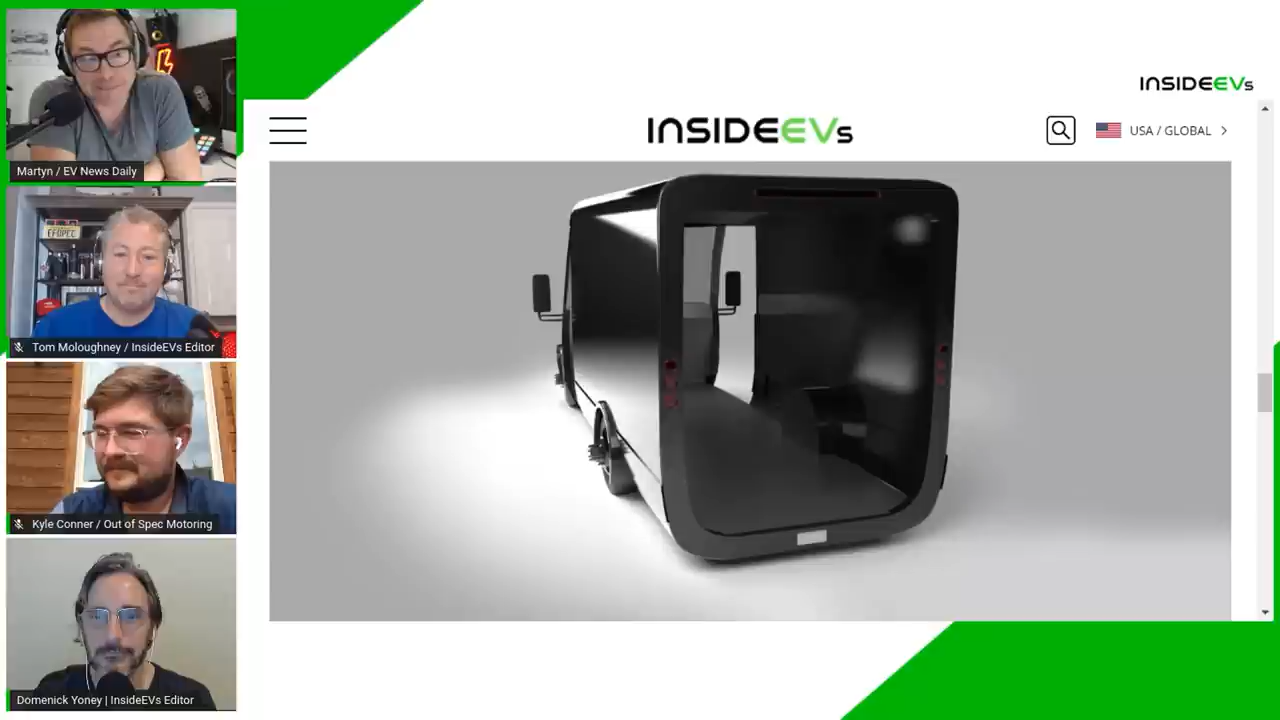 Martyn / EV News Daily
EFOPEC
Tom Moloughney / InsideEVs Editor
Kyle Conner / Out of Spec Motoring
Domenick Yoney | InsideEVs Editor
INSIDEEVs
INSIDEEVs
USA / GLOBAL